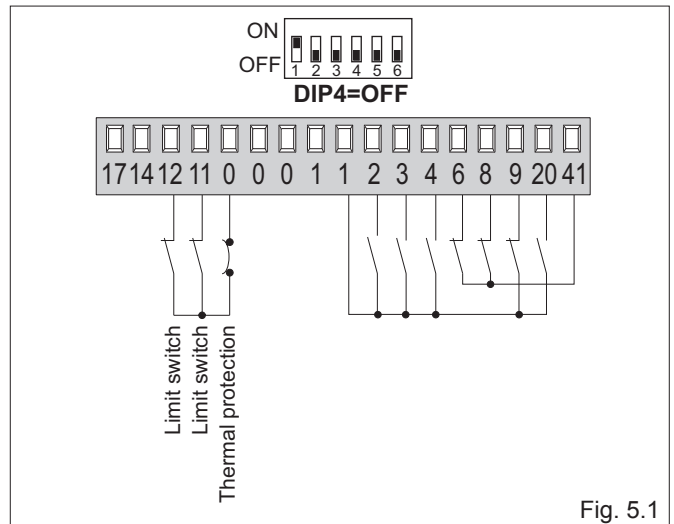 ON
OFF
1 2 3 4 5 6
DIP4=OFF
17 14 12 11 0 0 0 1 1 2 3 4 6 8 9 20 41
Limit switch
Limit switch
Thermal protection
Fig. 5.1